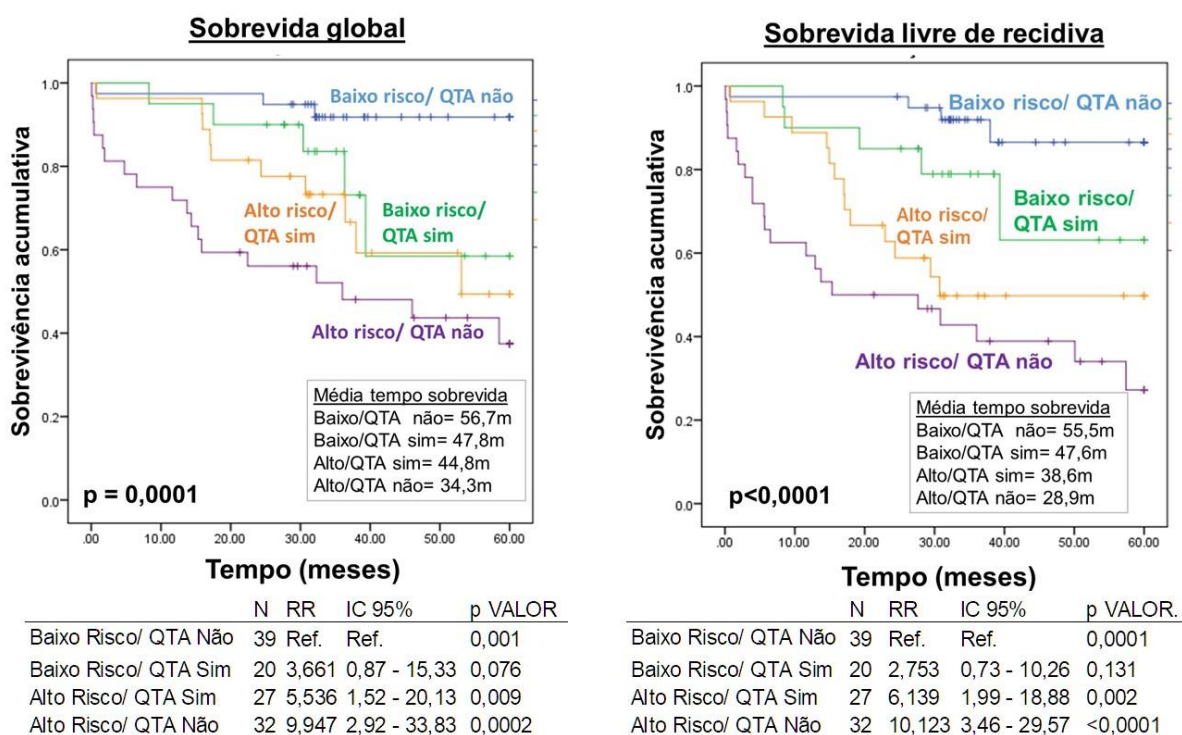 Sobrevida global
Sobrevivência acumulativa
1.0
0.8
0.6
0.4
0.2
0.0
Baixo risco/ QTA não
Alto risco/
QTA sim
Baixo risco/
QTA sim
Alto risco/ QTA não
Média tempo sobrevida
Baixo/QTA não= 56,7m
Baixo/QTA sim= 47,8m
Alto/QTA sim= 44,8m
Alto/QTA não= 34,3m
p = 0,0001
.00 10.00 20.00 30.00 40.00 50.00 60.00
Tempo (meses)
N RR IC 95% p VALOR
Baixo Risco/ QTA Não 39 Ref. Ref. 0,001
Baixo Risco/ QTA Sim 20 3,661 0,87 - 15,33 0,076
Alto Risco/ QTA Sim 27 5,536 1,52 - 20,13 0,009
Alto Risco/ QTA Não 32 9,947 2,92 - 33,83 0,0002
Sobrevida livre de recidiva
Sobrevivência acumulativa
1.0
0.8
0.6
0.4
0.2
0.0
Baixo risco/ QTA não
Alto risco/
QTA sim
Baixo risco/
QTA sim
Alto risco/ QTA não
Média tempo sobrevida
Baixo/QTA não= 55,5m
Baixo/QTA sim= 47,6m
Alto/QTA sim= 38,6m
Alto/QTA não= 28,9m
p<0,0001
.00 10.00 20.00 30.00 40.00 50.00 60.00
Tempo (meses)
N RR IC 95% p VALOR.
Baixo Risco/ QTA Não 39 Ref. Ref. 0,0001
Baixo Risco/ QTA Sim 20 2,753 0,73 - 10,26 0,131
Alto Risco/ QTA Sim 27 6,139 1,99 - 18,88 0,002
Alto Risco/ QTA Não 32 10,123 3,46 - 29,57 <0,0001